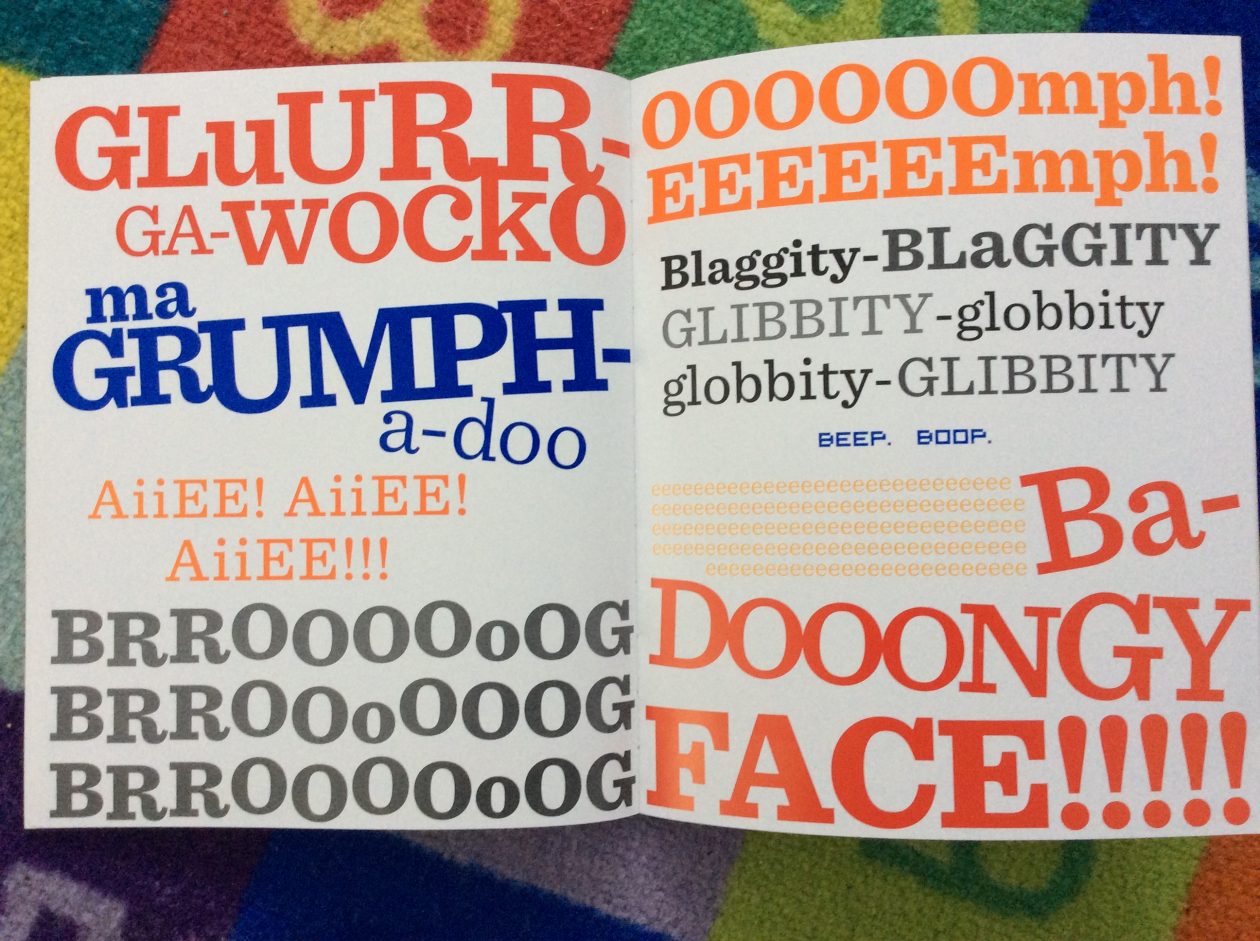 GLuURR-
GA-wocko
ma
GRUMPH-
a-doo
AiiEE! AiiEE!
AiiEE!!!
BRROOOOoOG
BRROOoOOOG
BRROOOOoOG
OOOOOOmph!
EEEEEEmph!
Blaggity-BLaGGITY
GLIBBITY-globbity
globbity-GLIBBITY
BEEP. BOOP.
Ba-
DOOONGY
FACE!!!!!